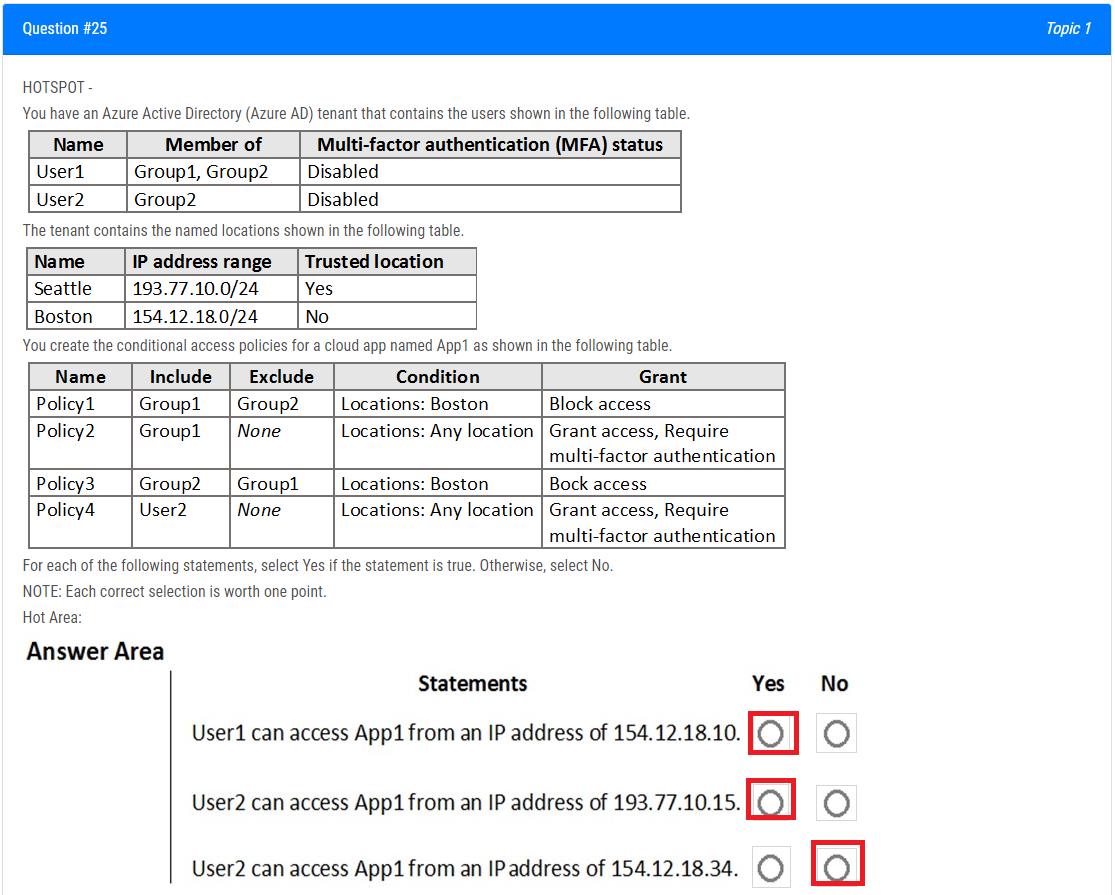 Question #25 Topic 1
HOTSPOT -
You have an Azure Active Directory (Azure AD) tenant that contains the users shown in the following table.
Name Member of Multi-factor authentication (MFA) status
User1 Group1, Group2 Disabled
User2 Group2 Disabled
The tenant contains the named locations shown in the following table.
Name IP address range Trusted location
Seattle 193.77.10.0/24 Yes
Boston 154.12.18.0/24 No
You create the conditional access policies for a cloud app named App1 as shown in the following table.
Name Include Exclude Condition Grant
Policy1 Group1 Group2 Locations: Boston Block access
Policy2 Group1 None Locations: Any location Grant access, Require
multi-factor authentication
Policy3 Group2 Group1 Locations: Boston Bock access
Policy4 User2 None Locations: Any location Grant access, Require
multi-factor authentication
For each of the following statements, select Yes if the statement is true. Otherwise, select No.
NOTE: Each correct selection is worth one point.
Hot Area:
Answer Area
Statements Yes No
User1 can access App1 from an IP address of 154.12.18.10.
User2 can access App1 from an IP address of 193.77.10.15.
User2 can access App1 from an IP address of 154.12.18.34.